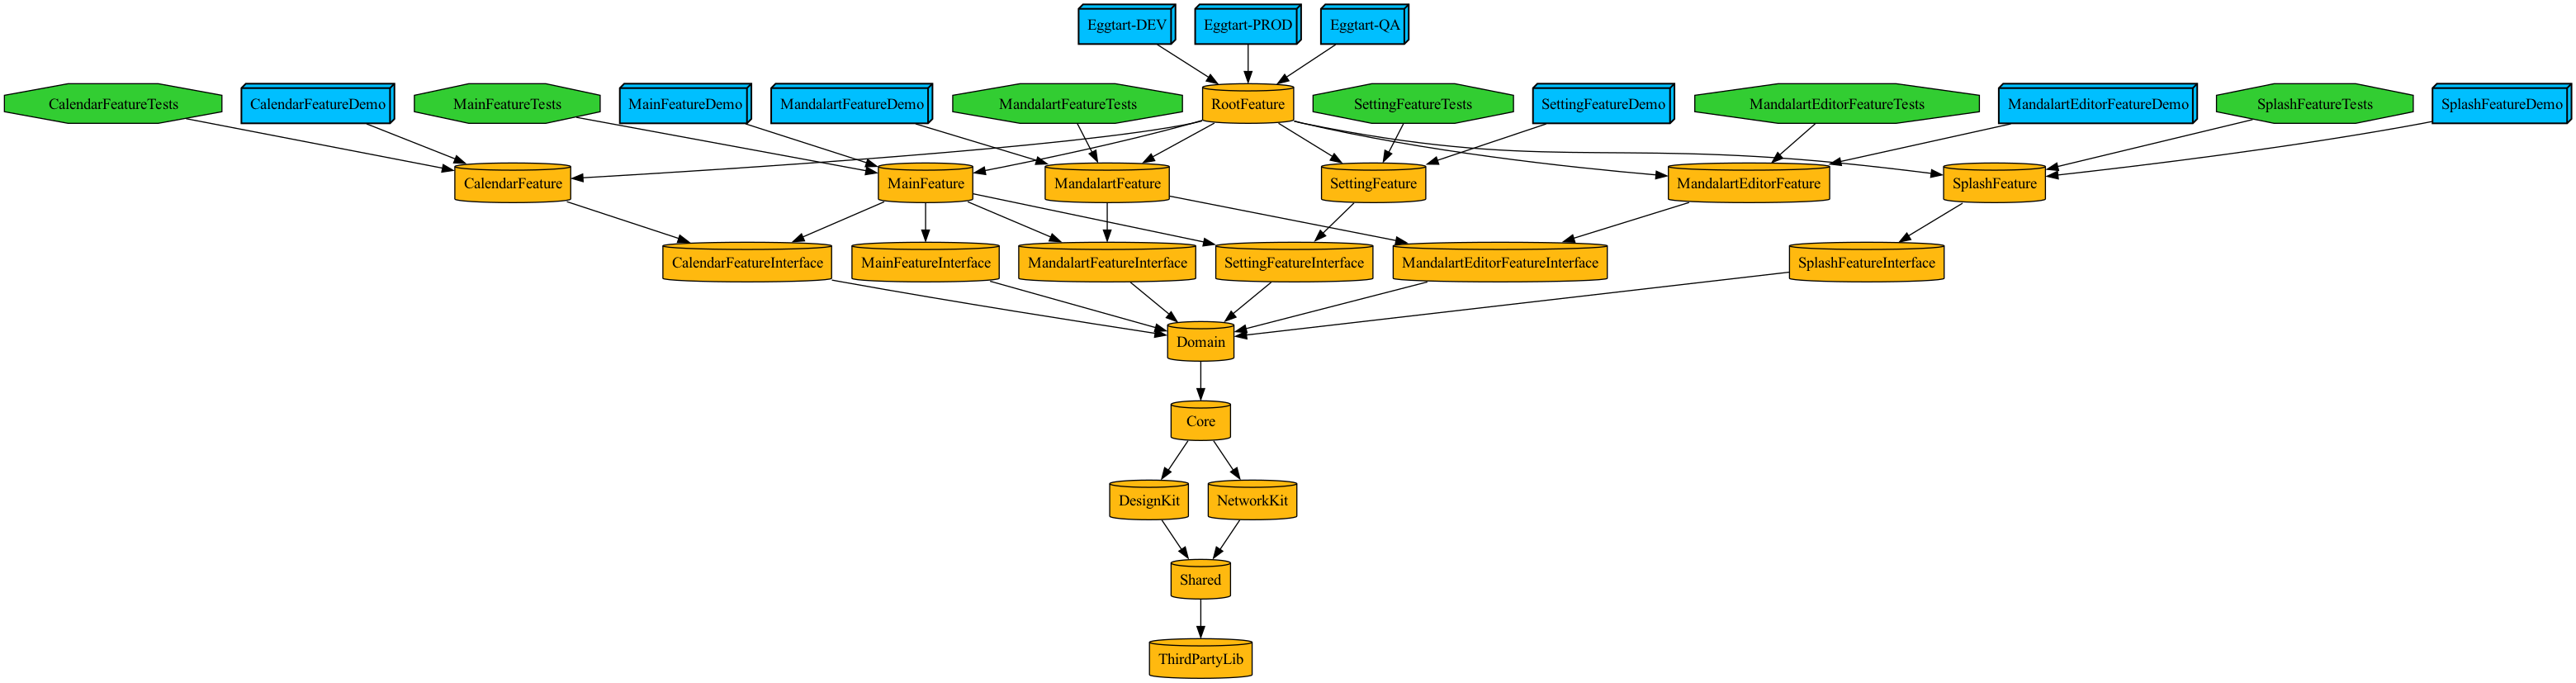 Eggtart-DEV
Eggtart-PROD
Eggtart-QA
CalendarFeatureTests
CalendarFeatureDemo
MainFeatureTests
MainFeatureDemo
MandalartFeatureDemo
MandalartFeatureTests
RootFeature
SettingFeatureTests
SettingFeatureDemo
MandalartEditorFeatureTests
MandalartEditorFeatureDemo
SplashFeatureTests
SplashFeatureDemo
CalendarFeature
MainFeature
MandalartFeature
SettingFeature
MandalartEditorFeature
SplashFeature
CalendarFeatureInterface
MainFeatureInterface
MandalartFeatureInterface
SettingFeatureInterface
MandalartEditorFeatureInterface
SplashFeatureInterface
Domain
Core
DesignKit
NetworkKit
Shared
ThirdPartyLib